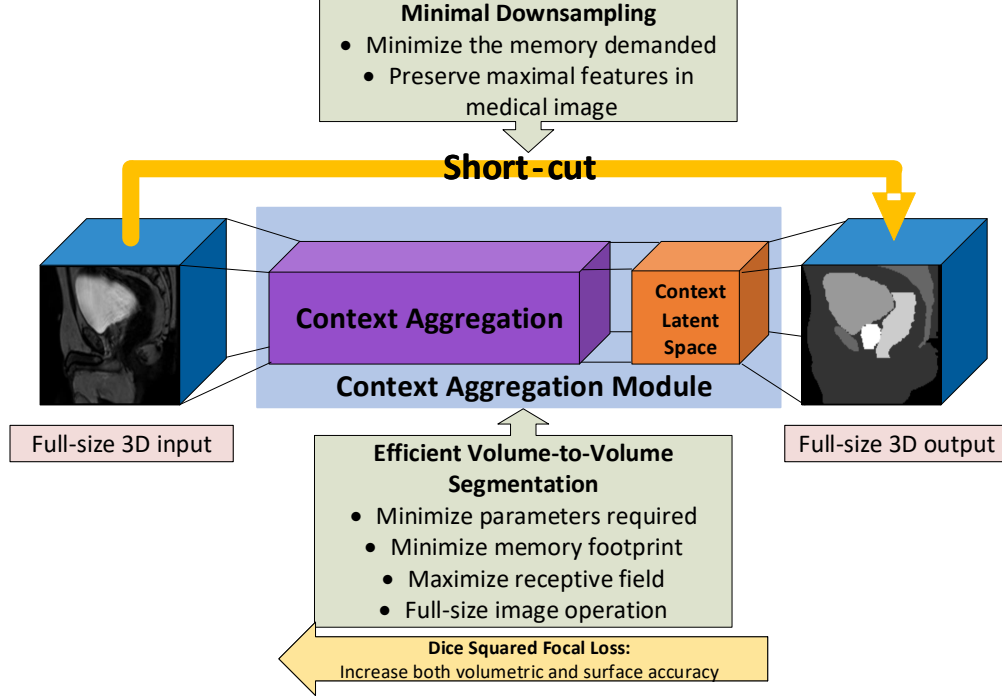 Minimal Downsampling
• Minimize the memory demanded
• Preserve maximal features in
medical image
Short-cut
Context Aggregation
Context
Latent
Space
Context Aggregation Module
Full-size 3D input
Full-size 3D output
Efficient Volume-to-Volume
Segmentation
• Minimize parameters required
• Minimize memory footprint
• Maximize receptive field
• Full-size image operation
Dice Squared Focal Loss:
Increase both volumetric and surface accuracy